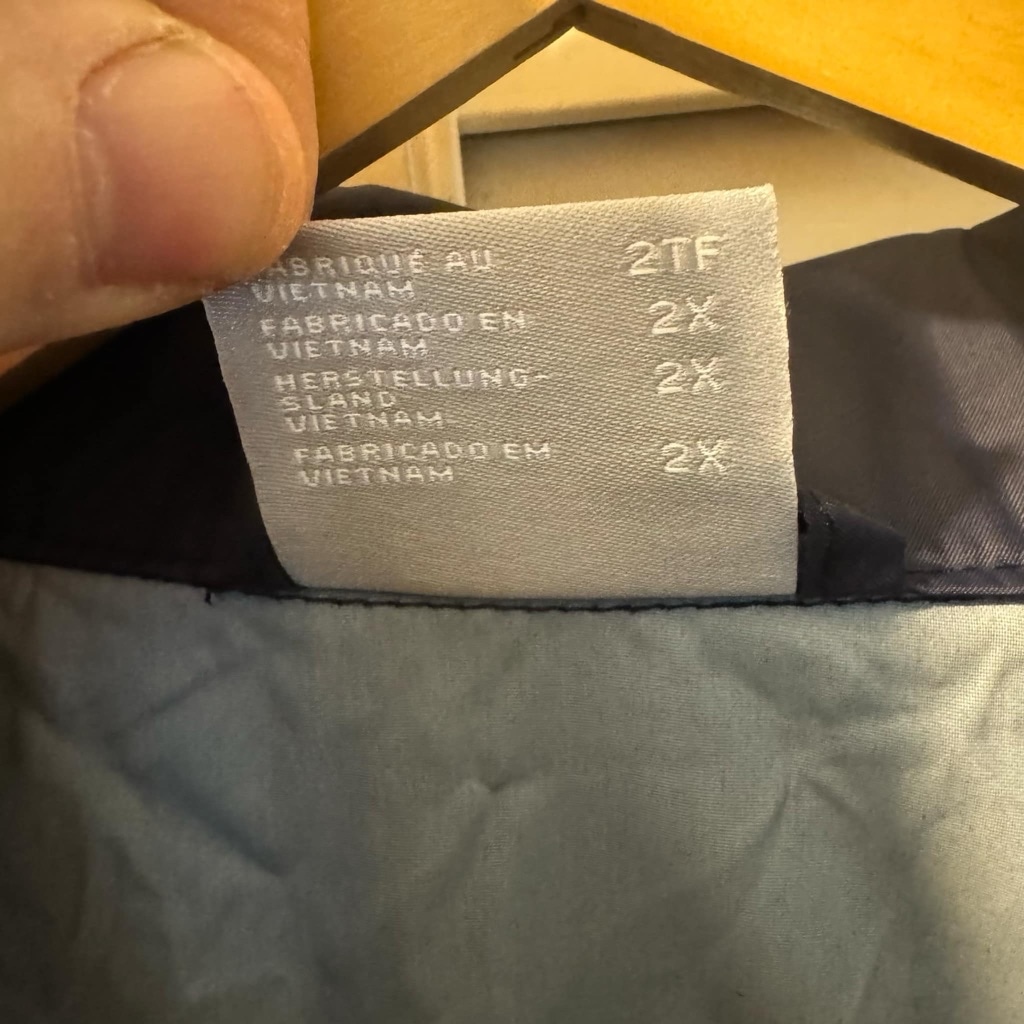 ABRIQUÉ AU 2TF
VIETNAM
FABRICADO EN 2X
VIETNAM
HERSTELLUNG- 2X
SLAND
VIETNAM
FABRICADO EM 2X
VIETNAM